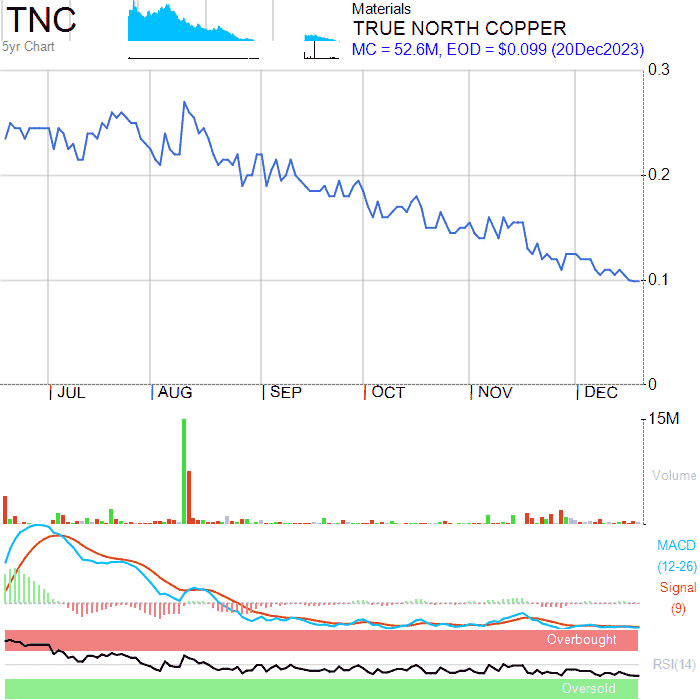 TNC
5yr Chart
Materials
TRUE NORTH COPPER
MC = 52.6M, EOD = $0.099 (20Dec2023)
0.3
0.2
0.1
0
JUL AUG SEP OCT NOV DEC
15M
Volume
MACD
(12-26)
Signal
(9)
Overbought
RSI(14)
Oversold